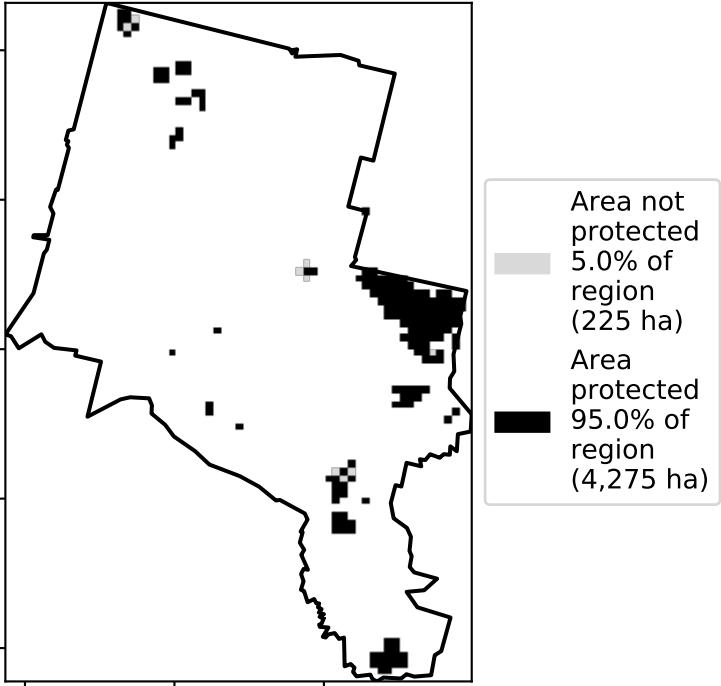 Area not
protected
5.0% of
region
(225 ha)
Area
protected
95.0% of
region
(4,275 ha)